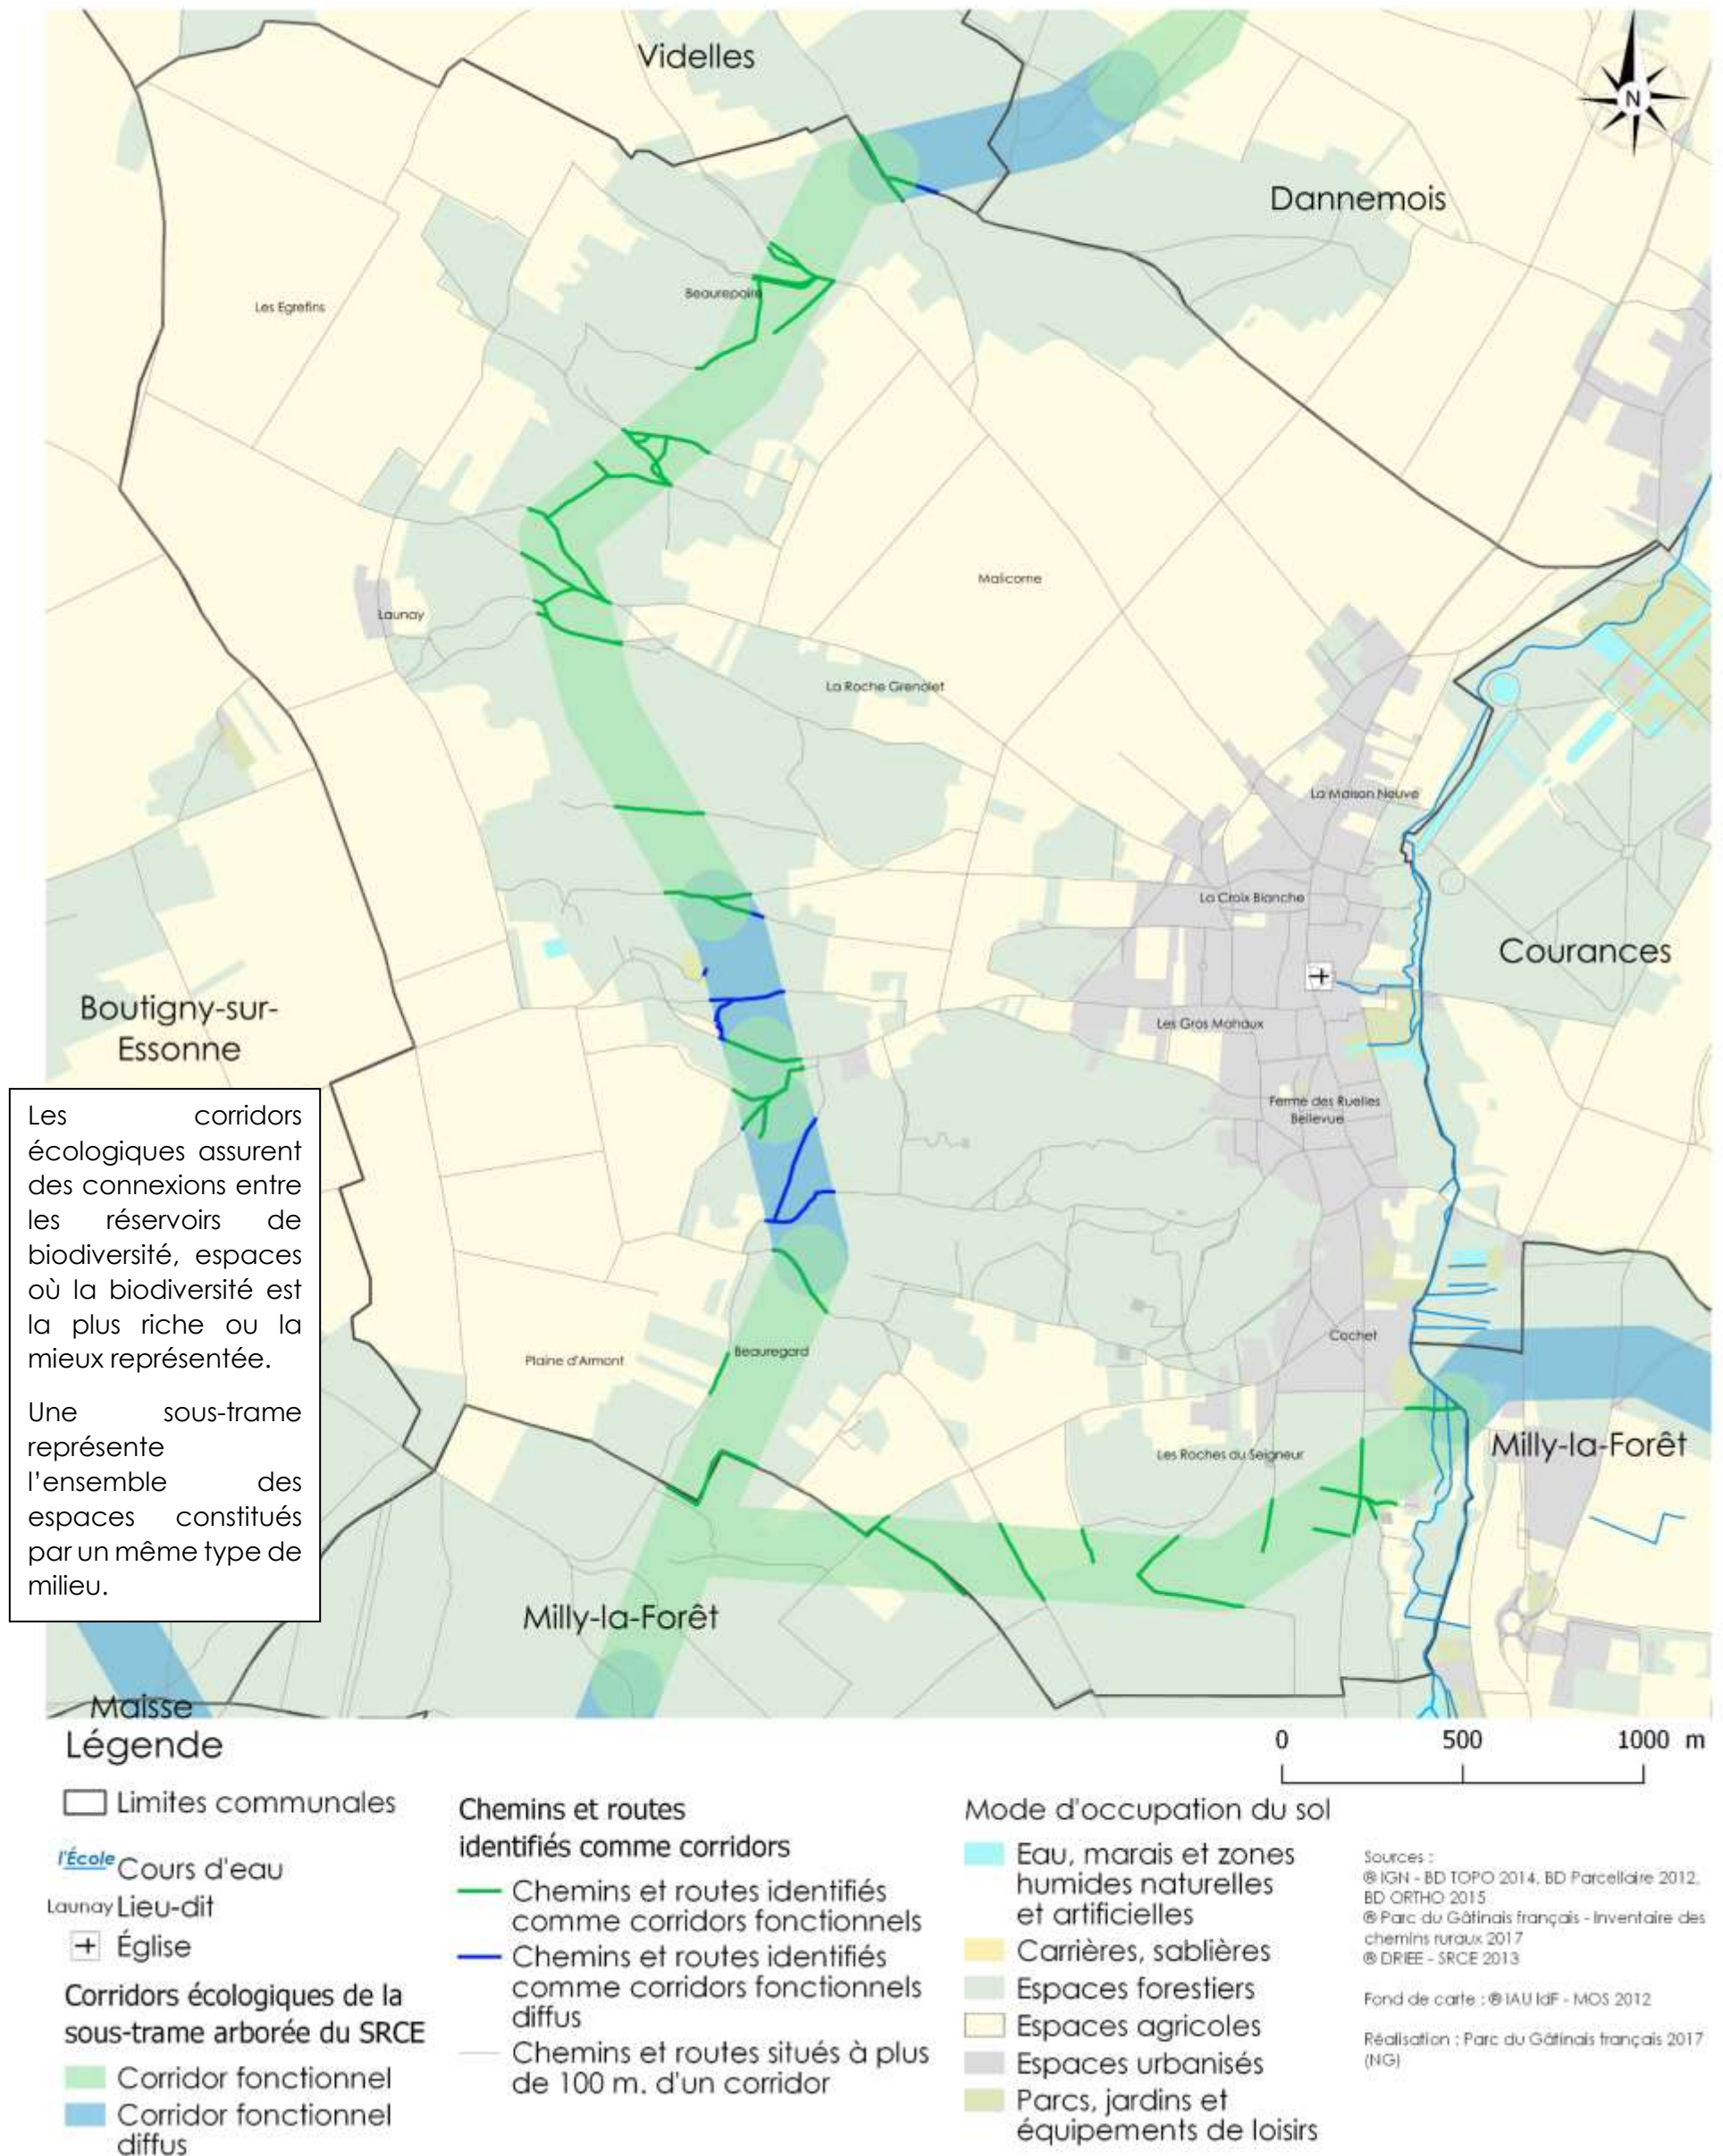 Videlles
N
Dannemois
Beaurepaire
Les Egrefins
Malicorne
Launay
La Roche Grenolet
La Maison Neuve
La Croix Blanche
Courances
Boutigny-sur-
Essonne
Les Gros Mahaux
Ferme des Ruelles
Bellevue
Les corridors
écologiques assurent
des connexions entre
les réservoirs de
biodiversité, espaces
où la biodiversité est
la plus riche ou la
mieux représentée.
Une sous-trame
représente
l'ensemble des
espaces constitués
par un même type de
milieu.
Cochet
Plaine d'Armont
Beauregard
Les Roches du Seigneur
Milly-la-Forêt
Milly-la-Forêt
Maisse
Légende
0 500 1000 m
Limites communales
l'École Cours d'eau
Launay Lieu-dit
Église
Corridors écologiques de la
sous-trame arborée du SRCE
Corridor fonctionnel
Corridor fonctionnel
diffus
Chemins et routes
identifiés comme corridors
Chemins et routes identifiés
comme corridors fonctionnels
Chemins et routes identifiés
comme corridors fonctionnels
diffus
Chemins et routes situés à plus
de 100 m. d'un corridor
Mode d'occupation du sol
Eau, marais et zones
humides naturelles
et artificielles
Carrières, sablières
Espaces forestiers
Espaces agricoles
Espaces urbanisés
Parcs, jardins et
équipements de loisirs
Sources :
® IGN - BD TOPO 2014, BD Parcellaire 2012,
BD ORTHO 2015
® Parc du Gâtinais français - Inventaire des
chemins ruraux 2017
® DRIEE - SRCE 2013
Fond de carte : ® IAU IdF - MOS 2012
Réalisation : Parc du Gâtinais français 2017
(NG)